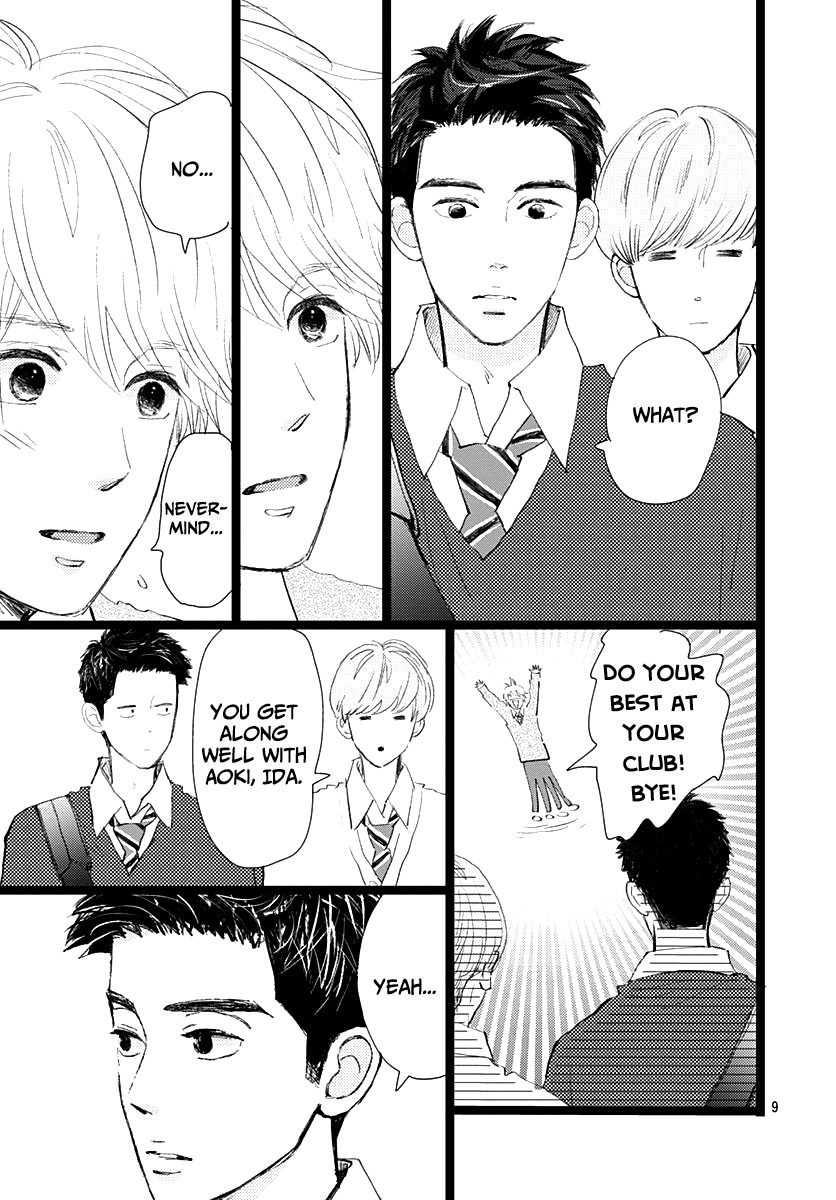 WHAT?
NO...
NEVER-
MIND...
DO YOUR
BEST AT
YOUR
CLUB!
BYE!
YOU GET
ALONG
WELL WITH
AOKI, IDA.
YEAH...
9